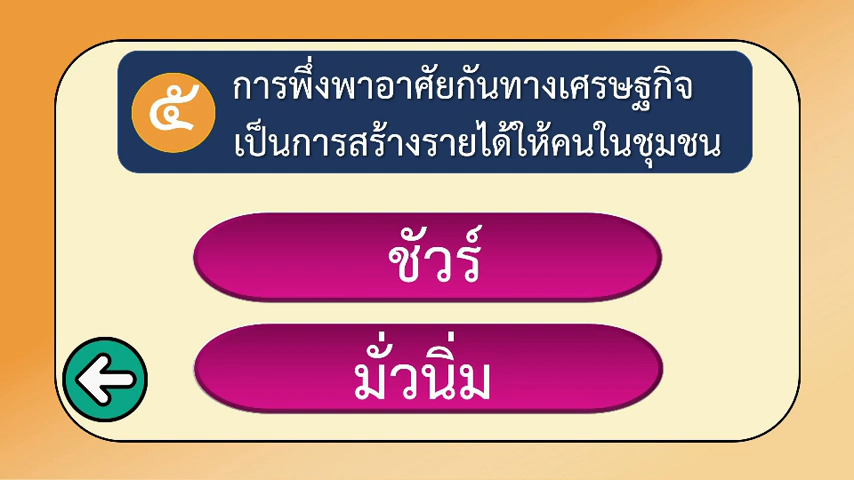 ๕
การพึ่งพาอาศัยกันทางเศรษฐกิจ
เป็นการสร้างรายได้ให้คนในชุมชน
ชัวร์
มั่วนิ่ม